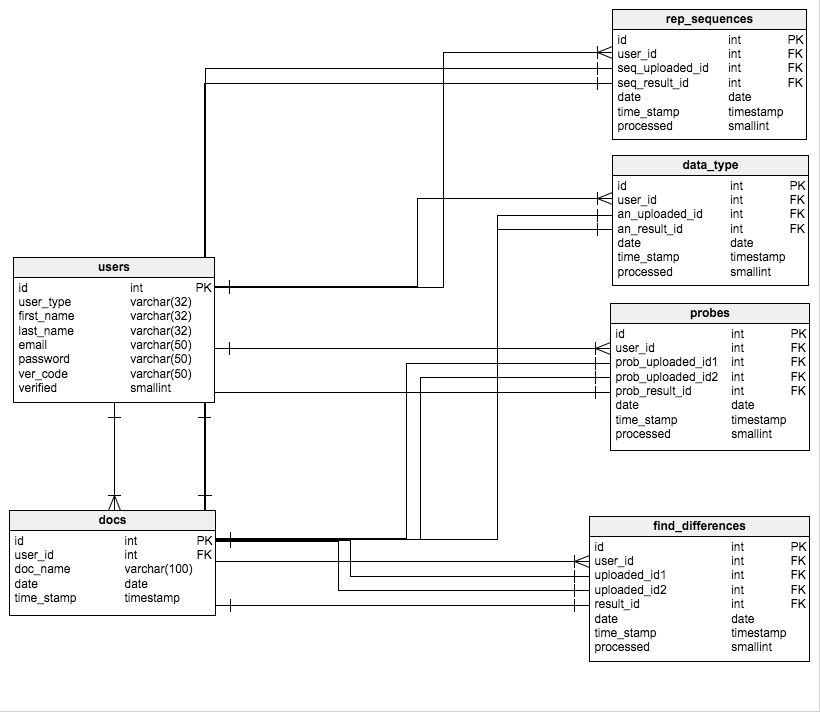 rep_sequences
id int PK
user_id int FK
seq_uploaded_id int FK
seq_result_id int FK
date date
time_stamp timestamp
processed smallint
data_type
id int PK
user_id int FK
an_uploaded_id int FK
an_result_id int FK
date date
time_stamp timestamp
processed smallint
users
id int PK
user_type varchar(32)
first_name varchar(32)
last_name varchar(32)
email varchar(50)
password varchar(50)
ver_code varchar(50)
verified smallint
probes
id int PK
user_id int FK
prob_uploaded_id1 int FK
prob_uploaded_id2 int FK
prob_result_id int FK
date date
time_stamp timestamp
processed smallint
docs
id int PK
user_id int FK
doc_name varchar(100)
date date
time_stamp timestamp
find_differences
id int PK
user_id int FK
uploaded_id1 int FK
uploaded_id2 int FK
result_id int FK
date date
time_stamp timestamp
processed smallint